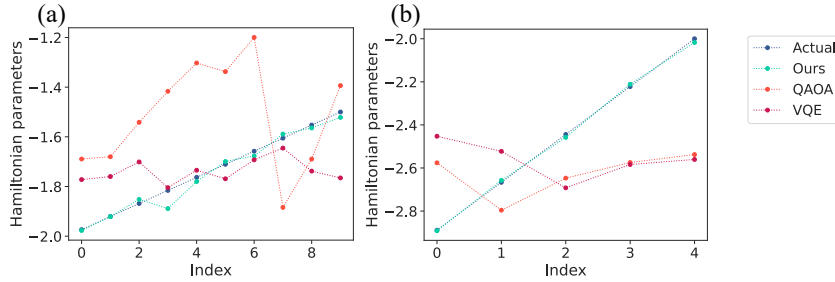 (a)
Hamiltonian parameters
−1.2
−1.4
−1.6
−1.8
−2.0
0 2 4 6 8
Index
(b)
Hamiltonian parameters
−2.0
−2.2
−2.4
−2.6
−2.8
0 1 2 3 4
Index
Actual
Ours
QAOA
VQE